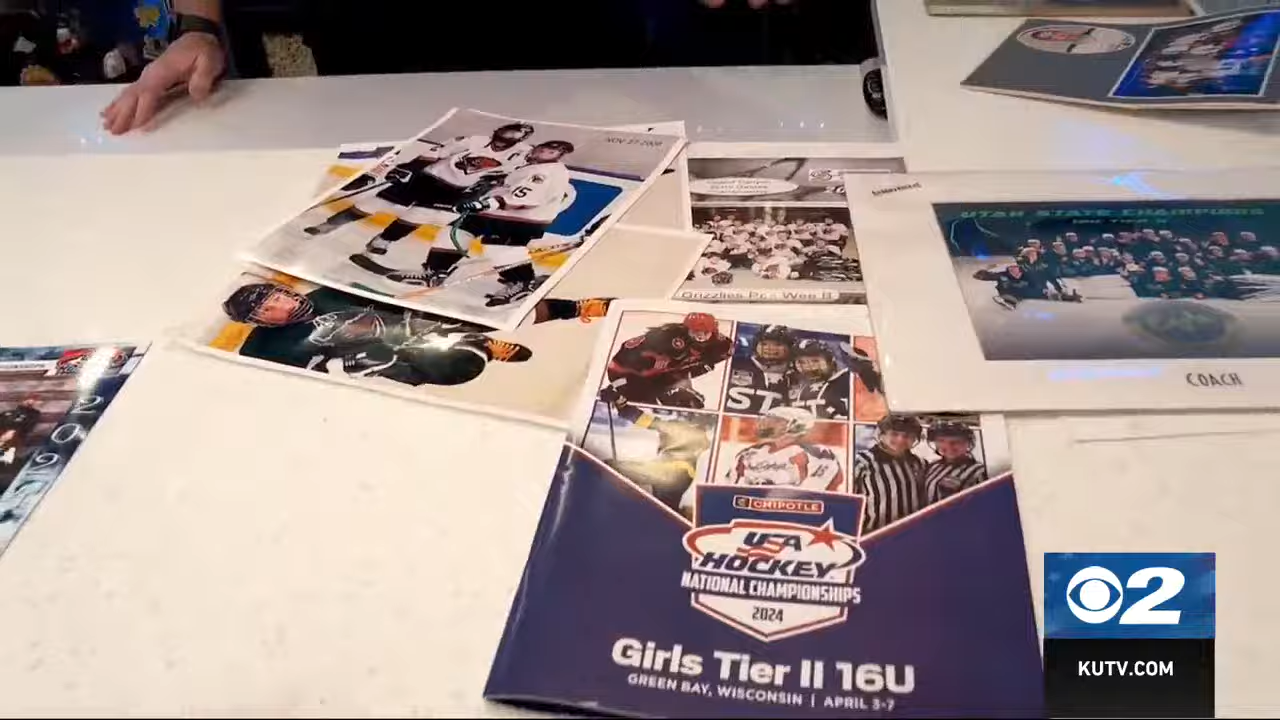 NOV 27 2008
Grizzlies Pee Wee B
UTAH STATE CHAMPIONS
COACH
2019
ST
15
CHIPOTLE
USA
HOCKEY
NATIONAL CHAMPIONSHIPS
2024
Girls Tier II 16U
GREEN BAY, WISCONSIN | APRIL 3-7
2
KUTV.COM